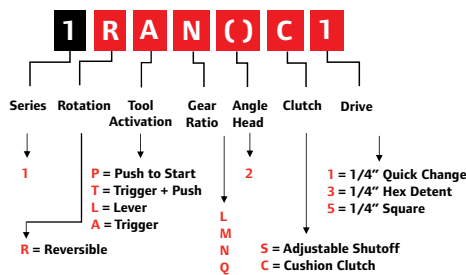 1 R A N ( ) C 1
Series Rotation Tool Activation Gear Ratio Angle Head Clutch Drive
1
R = Reversible
P = Push to Start
T = Trigger + Push
L = Lever
A = Trigger
L
M
N
Q
2
S = Adjustable Shutoff
C = Cushion Clutch
1 = 1/4” Quick Change
3 = 1/4” Hex Detent
5 = 1/4” Square